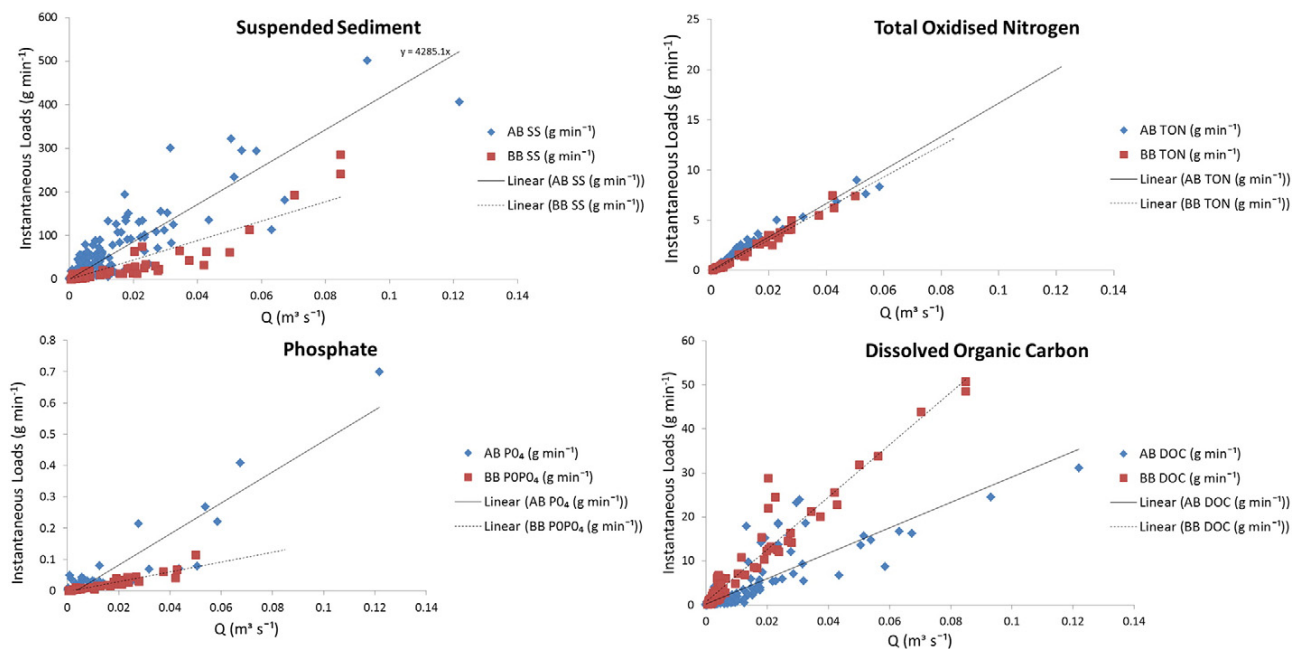 Suspended Sediment
y = 4285.1x
Instantaneous Loads (g min⁻¹)
600
500
400
300
200
100
0
0 0.02 0.04 0.06 0.08 0.1 0.12 0.14
Q (m³ s⁻¹)
AB SS (g min⁻¹)
BB SS (g min⁻¹)
Linear (AB SS (g min⁻¹))
Linear (BB SS (g min⁻¹))
Total Oxidised Nitrogen
Instantaneous Loads (g min⁻¹)
25
20
15
10
5
0
0 0.02 0.04 0.06 0.08 0.1 0.12 0.14
Q (m³ s⁻¹)
AB TON (g min⁻¹)
BB TON (g min⁻¹)
Linear (AB TON (g min⁻¹))
Linear (BB TON (g min⁻¹))
Phosphate
Instantaneous Loads (g min⁻¹)
0.8
0.7
0.6
0.5
0.4
0.3
0.2
0.1
0
0 0.02 0.04 0.06 0.08 0.1 0.12 0.14
Q (m³ s⁻¹)
AB PO₄ (g min⁻¹)
BB POPO₄ (g min⁻¹)
Linear (AB PO₄ (g min⁻¹))
Linear (BB POPO₄ (g min⁻¹))
Dissolved Organic Carbon
Instantaneous Loads (g min⁻¹)
60
50
40
30
20
10
0
0 0.02 0.04 0.06 0.08 0.1 0.12 0.14
Q (m³ s⁻¹)
AB DOC (g min⁻¹)
BB DOC (g min⁻¹)
Linear (AB DOC (g min⁻¹))
Linear (BB DOC (g min⁻¹))